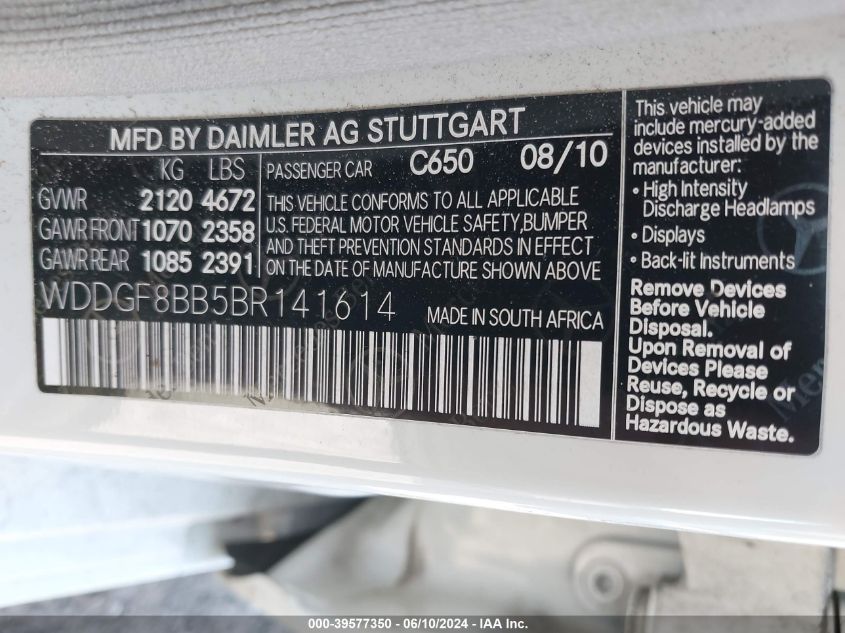 MFD BY DAIMLER AG STUTTGART
KG LBS
GVWR 2120 4672
GAWR FRONT 1070 2358
GAWR REAR 1085 2391
PASSENGER CAR C650 08/10
THIS VEHICLE CONFORMS TO ALL APPLICABLE
U.S. FEDERAL MOTOR VEHICLE SAFETY, BUMPER
AND THEFT PREVENTION STANDARDS IN EFFECT
ON THE DATE OF MANUFACTURE SHOWN ABOVE
WDDGF8BB5BR141614
MADE IN SOUTH AFRICA
This vehicle may
include mercury-added
devices installed by the
manufacturer:
• High Intensity
Discharge Headlamps
• Displays
• Back-lit Instruments
Remove Devices
Before Vehicle
Disposal.
Upon Removal of
Devices Please
Reuse, Recycle or
Dispose as
Hazardous Waste.
000-39577350 - 06/10/2024 - IAA Inc.